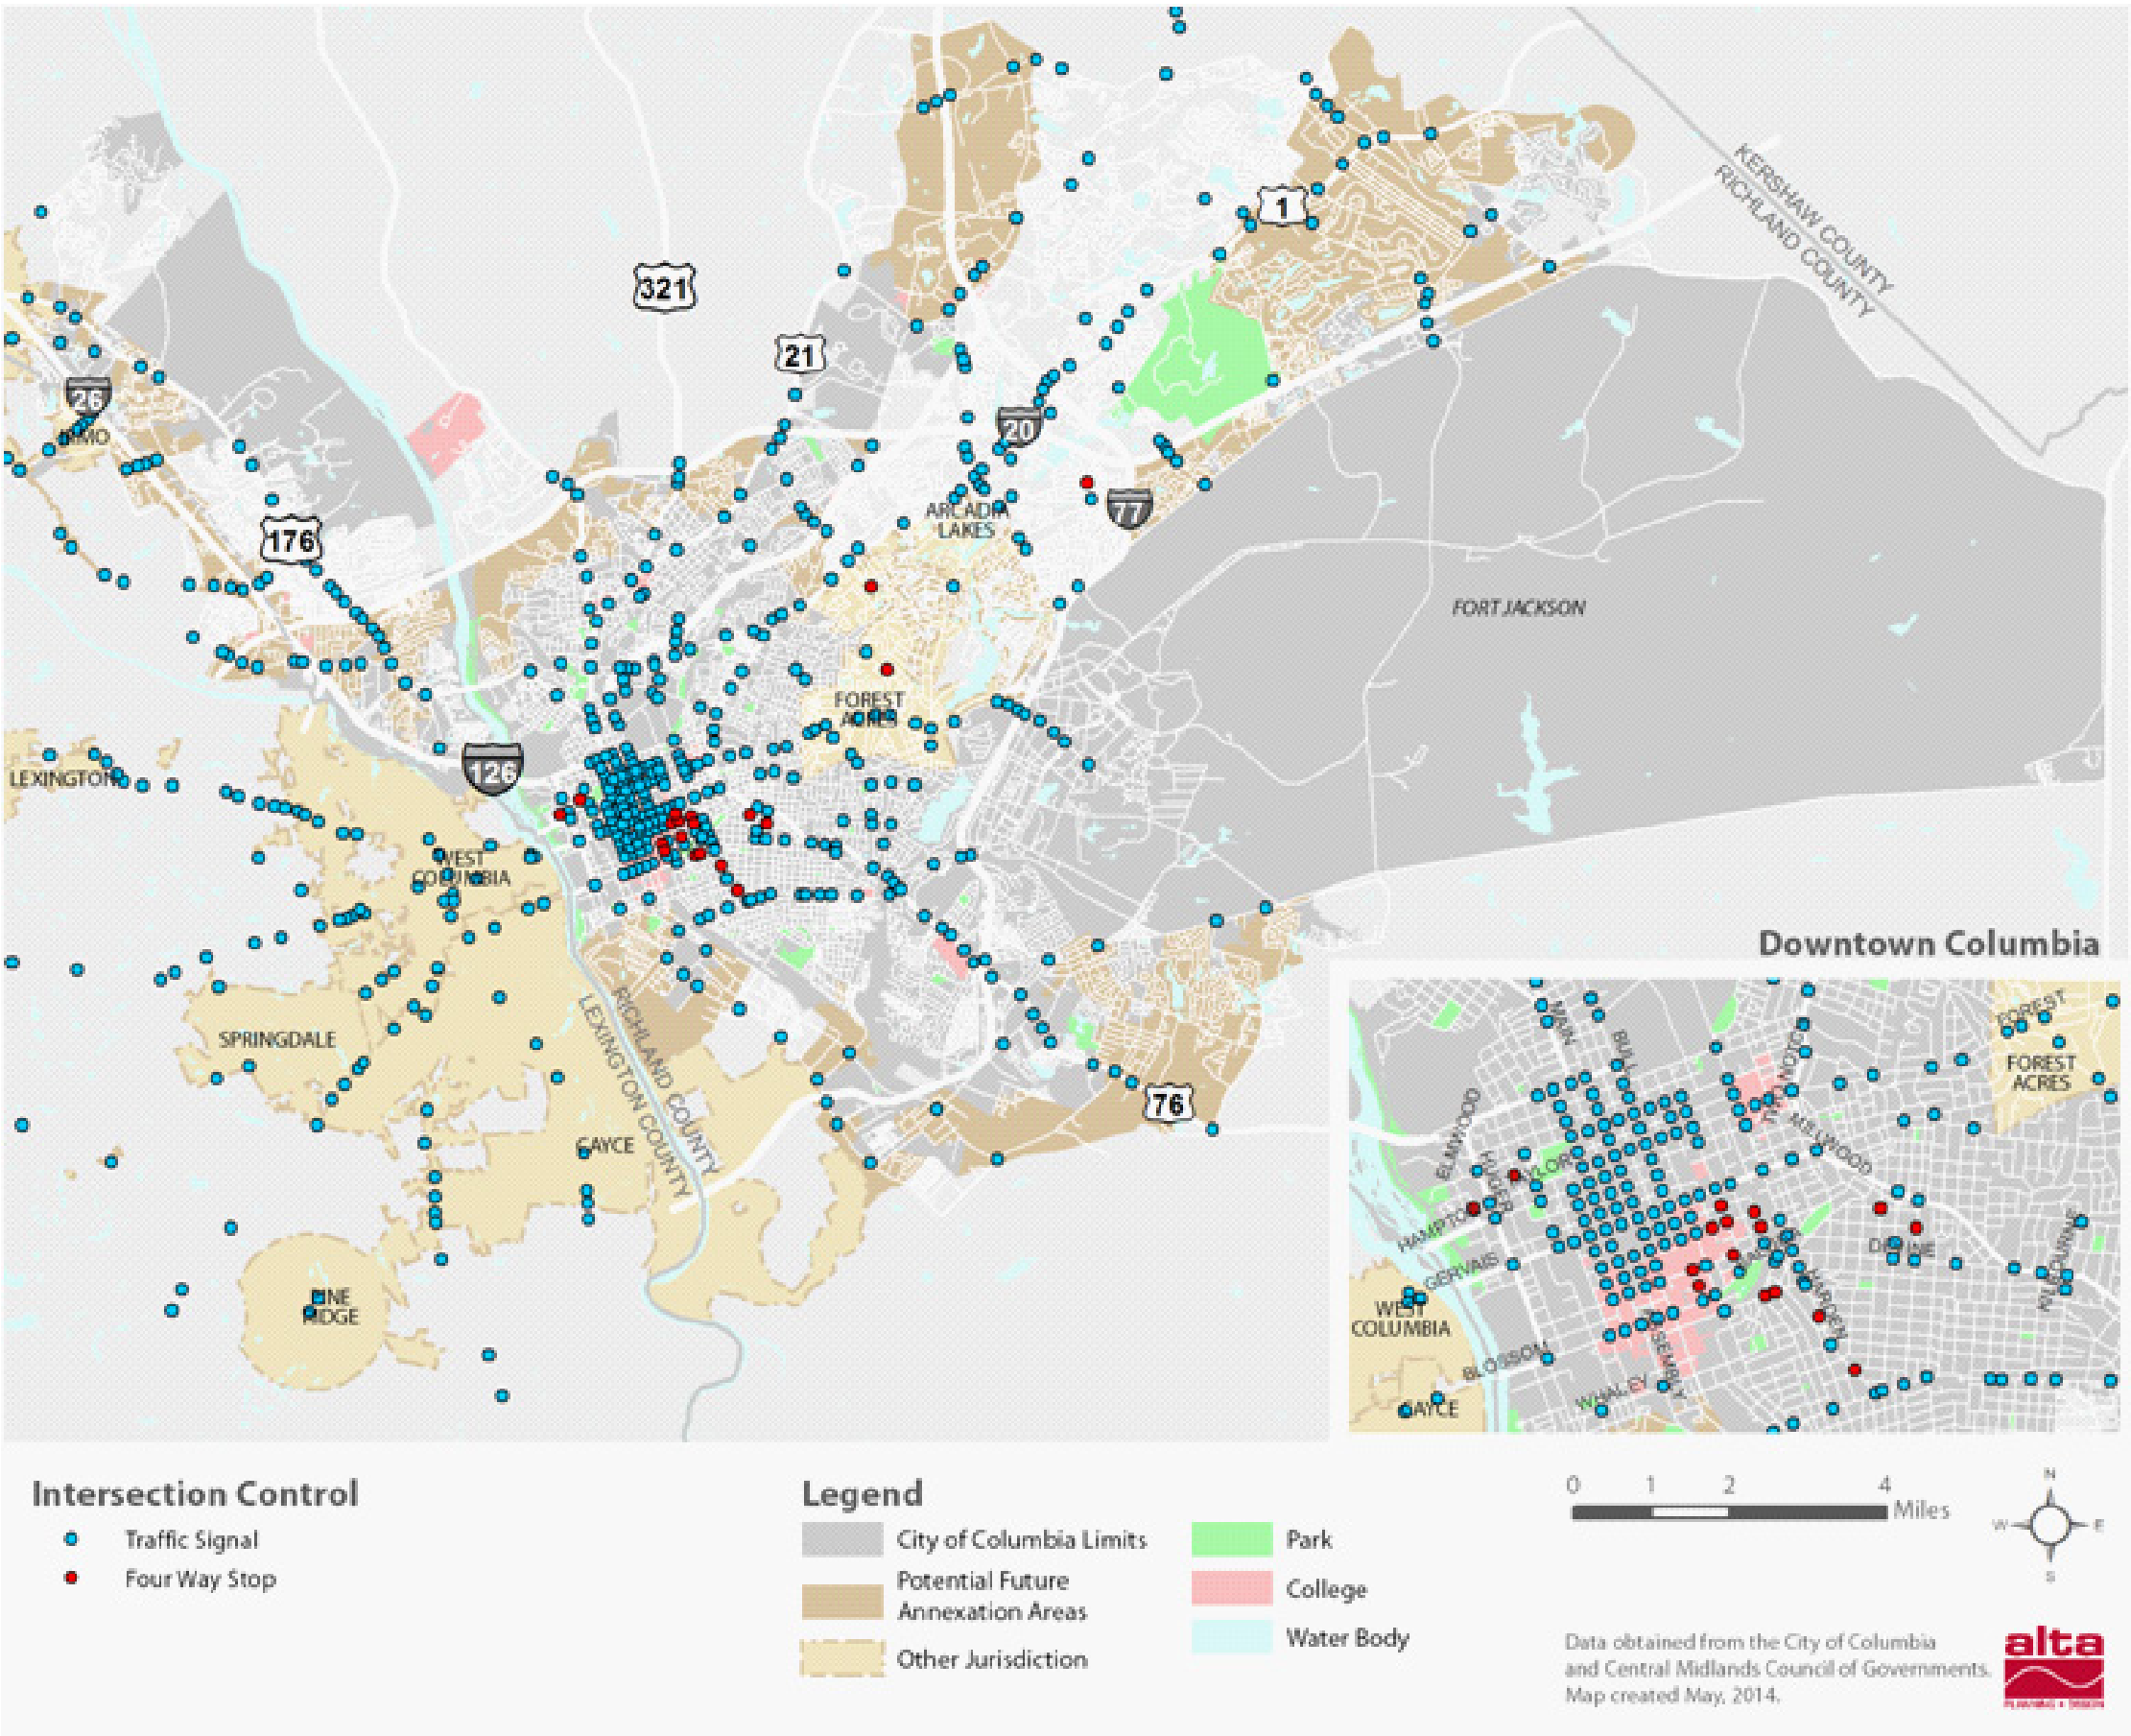 KERSHAW COUNTY
RICHLAND COUNTY
1
321
21
26
20
ARCADIA
LAKES
77
176
FORT JACKSON
FOREST
ACRES
126
LEXINGTON
WEST
COLUMBIA
RICHLAND COUNTY
LEXINGTON COUNTY
SPRINGDALE
76
CAYCE
PINE
RIDGE
Downtown Columbia
MAIN
BULL
FOREST
FOREST
ACRES
ELMWOOD
HUGER
TAYLOR
MILLWOOD
HAMPTON
GERVAIS
DEVINE
KILBOURNE
HARDEN
WEST
COLUMBIA
BLOSSOM
ASSEMBLY
WHALEY
CAYCE
Intersection Control
Traffic Signal
Four Way Stop
Legend
City of Columbia Limits
Potential Future
Annexation Areas
Other Jurisdiction
Park
College
Water Body
0 1 2 4
Miles
N
W E
S
Data obtained from the City of Columbia
and Central Midlands Council of Governments.
Map created May, 2014.
alta
PLANNING + DESIGN